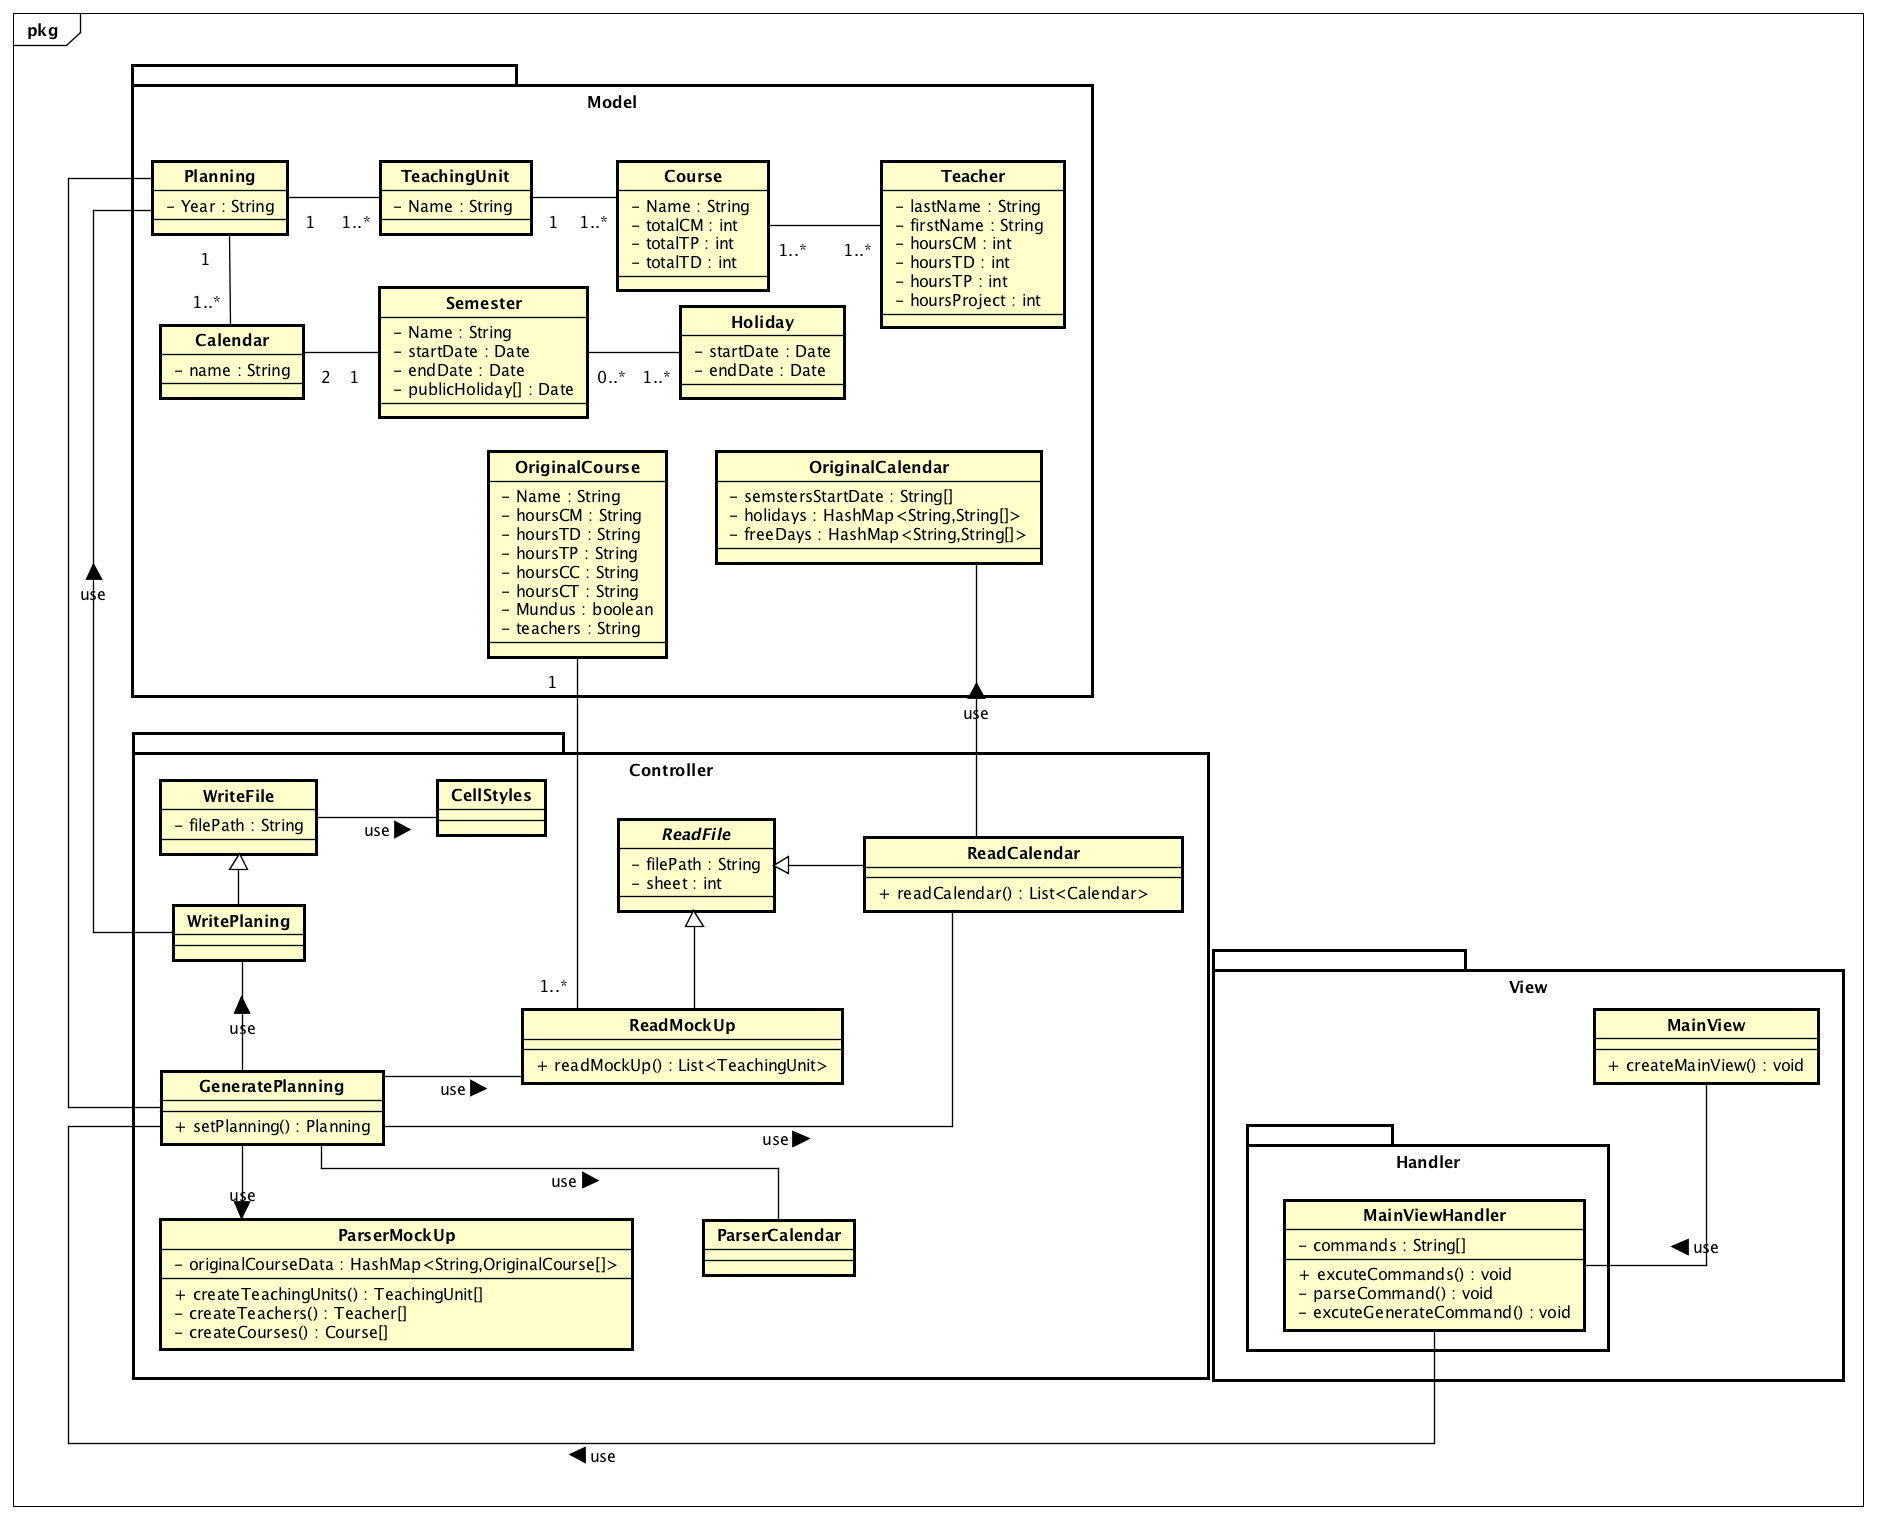 pkg
Model
Planning
- Year : String
TeachingUnit
- Name : String
Course
- Name : String
- totalCM : int
- totalTP : int
- totalTD : int
Teacher
- lastName : String
- firstName : String
- hoursCM : int
- hoursTD : int
- hoursTP : int
- hoursProject : int
1
1..*
1
1..*
1..*
1..*
1
1..*
Calendar
- name : String
Semester
- Name : String
- startDate : Date
- endDate : Date
- publicHoliday[] : Date
Holiday
- startDate : Date
- endDate : Date
2
1
0..*
1..*
OriginalCourse
- Name : String
- hoursCM : String
- hoursTD : String
- hoursTP : String
- hoursCC : String
- hoursCT : String
- Mundus : boolean
- teachers : String
OriginalCalendar
- semstersStartDate : String[]
- holidays : HashMap<String,String[]>
- freeDays : HashMap<String,String[]>
use
1
use
Controller
WriteFile
- filePath : String
use
CellStyles
ReadFile
- filePath : String
- sheet : int
ReadCalendar
+ readCalendar() : List<Calendar>
WritePlaning
1..*
use
ReadMockUp
+ readMockUp() : List<TeachingUnit>
GeneratePlanning
+ setPlanning() : Planning
use
use
use
use
ParserMockUp
- originalCourseData : HashMap<String,OriginalCourse[]>
+ createTeachingUnits() : TeachingUnit[]
- createTeachers() : Teacher[]
- createCourses() : Course[]
ParserCalendar
View
MainView
+ createMainView() : void
Handler
MainViewHandler
- commands : String[]
+ excuteCommands() : void
- parseCommand() : void
- excuteGenerateCommand() : void
use
use